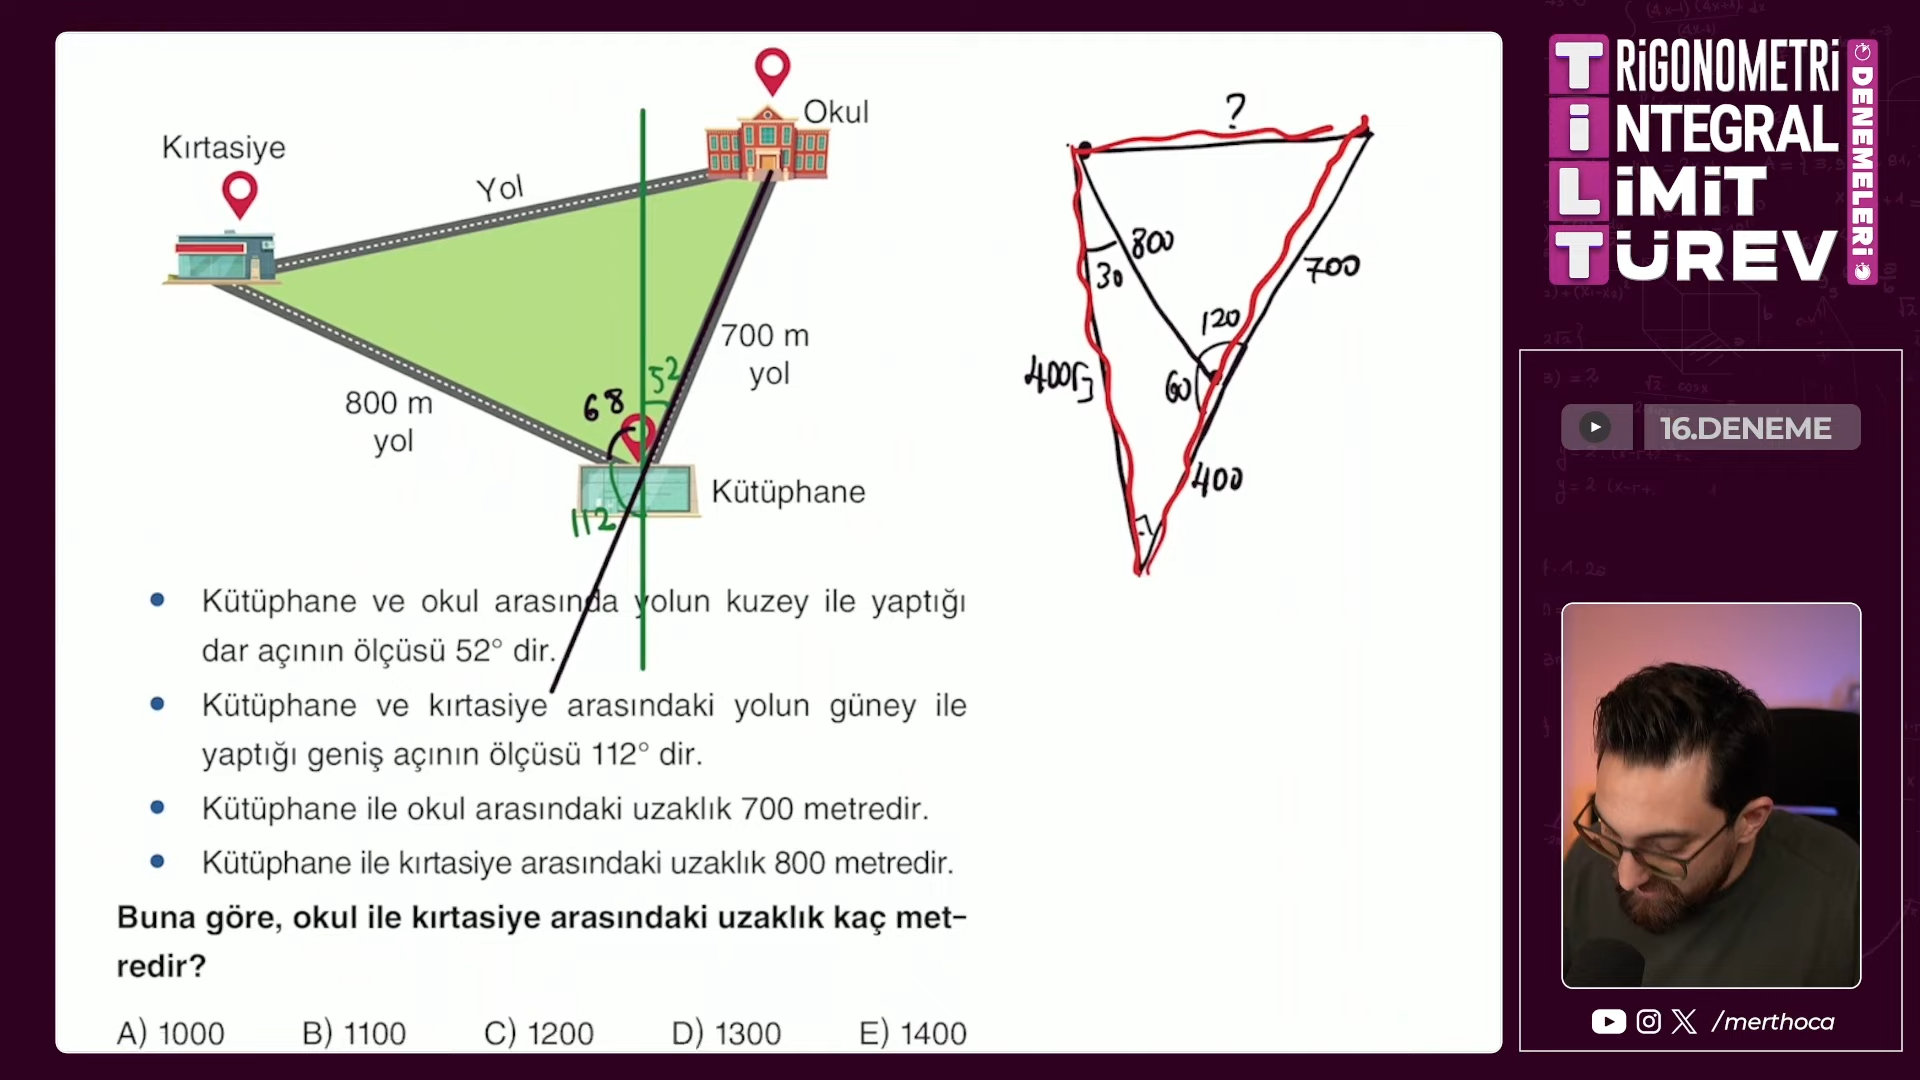 Okul
Kırtasiye
Yol
700 m
yol
52
68
800 m
yol
Kütüphane
112
• Kütüphane ve okul arasında yolun kuzey ile yaptığı
dar açının ölçüsü 52° dir.
• Kütüphane ve kırtasiye arasındaki yolun güney ile
yaptığı geniş açının ölçüsü 112° dir.
• Kütüphane ile okul arasındaki uzaklık 700 metredir.
• Kütüphane ile kırtasiye arasındaki uzaklık 800 metredir.
Buna göre, okul ile kırtasiye arasındaki uzaklık kaç met-
redir?
A) 1000 B) 1100 C) 1200 D) 1300 E) 1400
?
800
30
700
120
400√3
60
400
TRiGONOMETRi
iNTEGRAL
LiMiT
TÜREV
DENEMELERi
16.DENEME
/merthoca